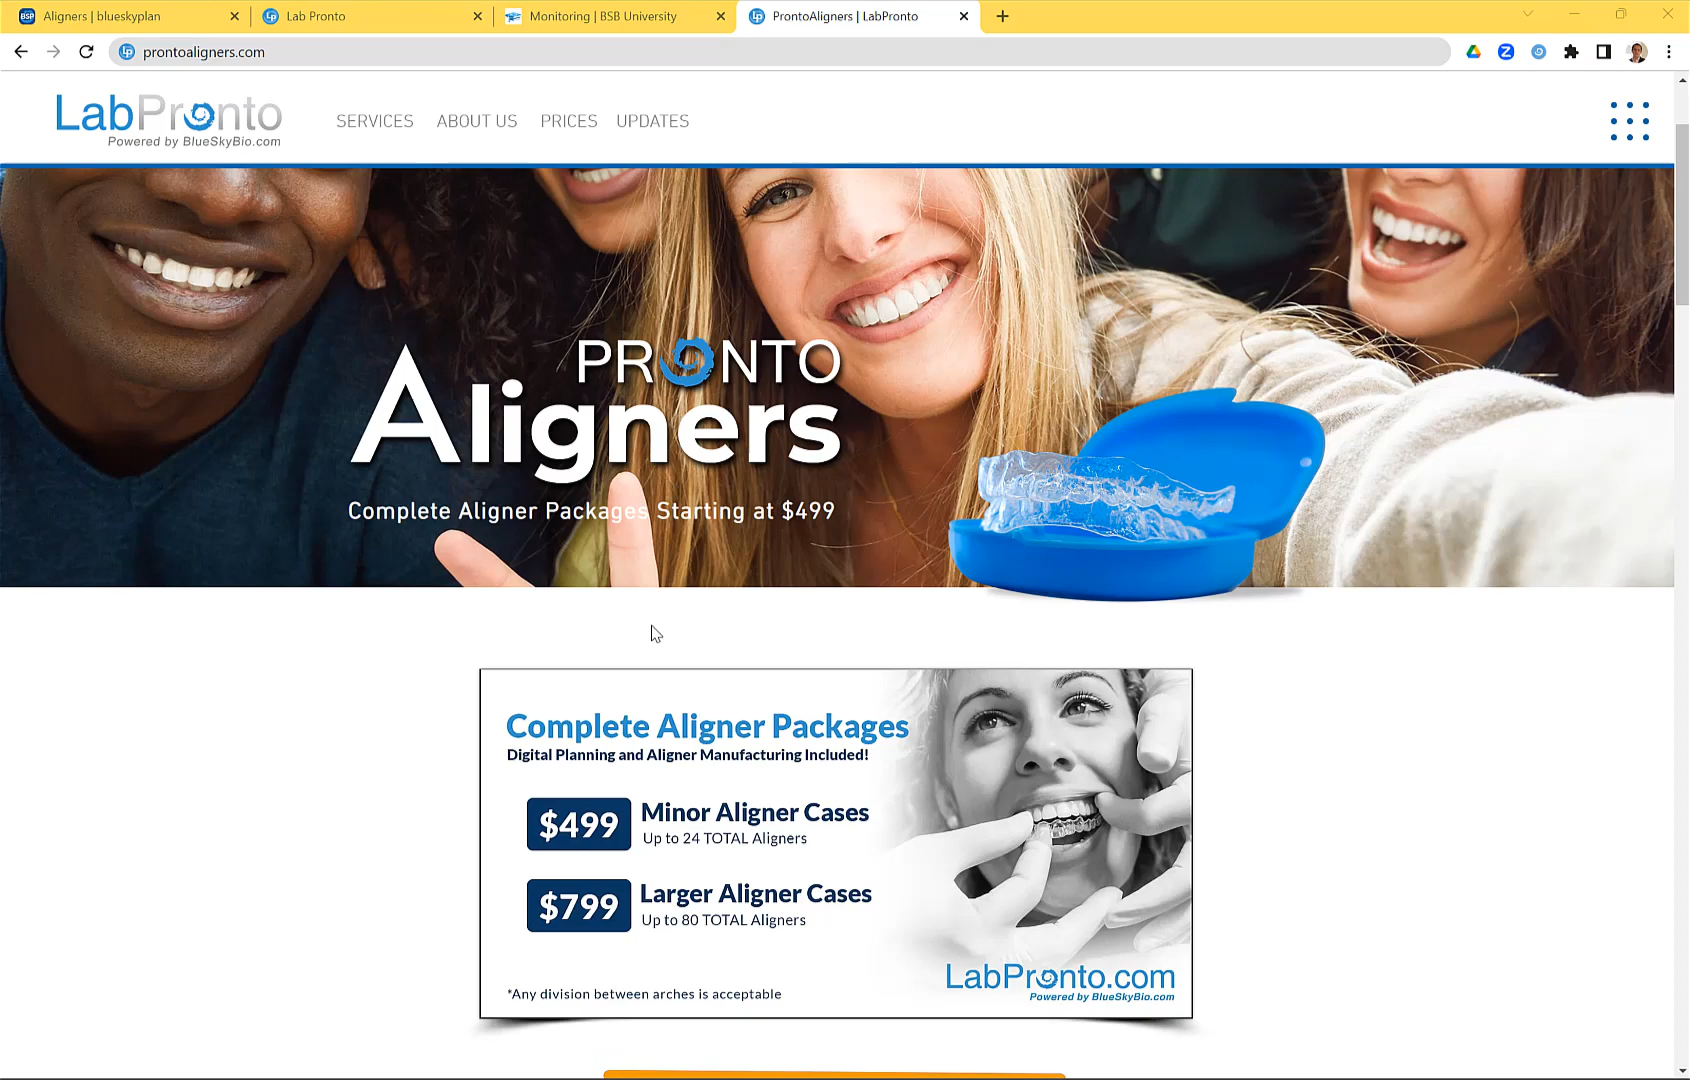 Aligners | blueskyplan
Lab Pronto
Monitoring | BSB University
ProntoAligners | LabPronto
prontoaligners.com
LabPronto
Powered by BlueSkyBio.com
SERVICES ABOUT US PRICES UPDATES
PRONTO
Aligners
Complete Aligner Packages Starting at $499
Complete Aligner Packages
Digital Planning and Aligner Manufacturing Included!
$499 Minor Aligner Cases
Up to 24 TOTAL Aligners
$799 Larger Aligner Cases
Up to 80 TOTAL Aligners
*Any division between arches is acceptable
LabPronto.com
Powered by BlueSkyBio.com